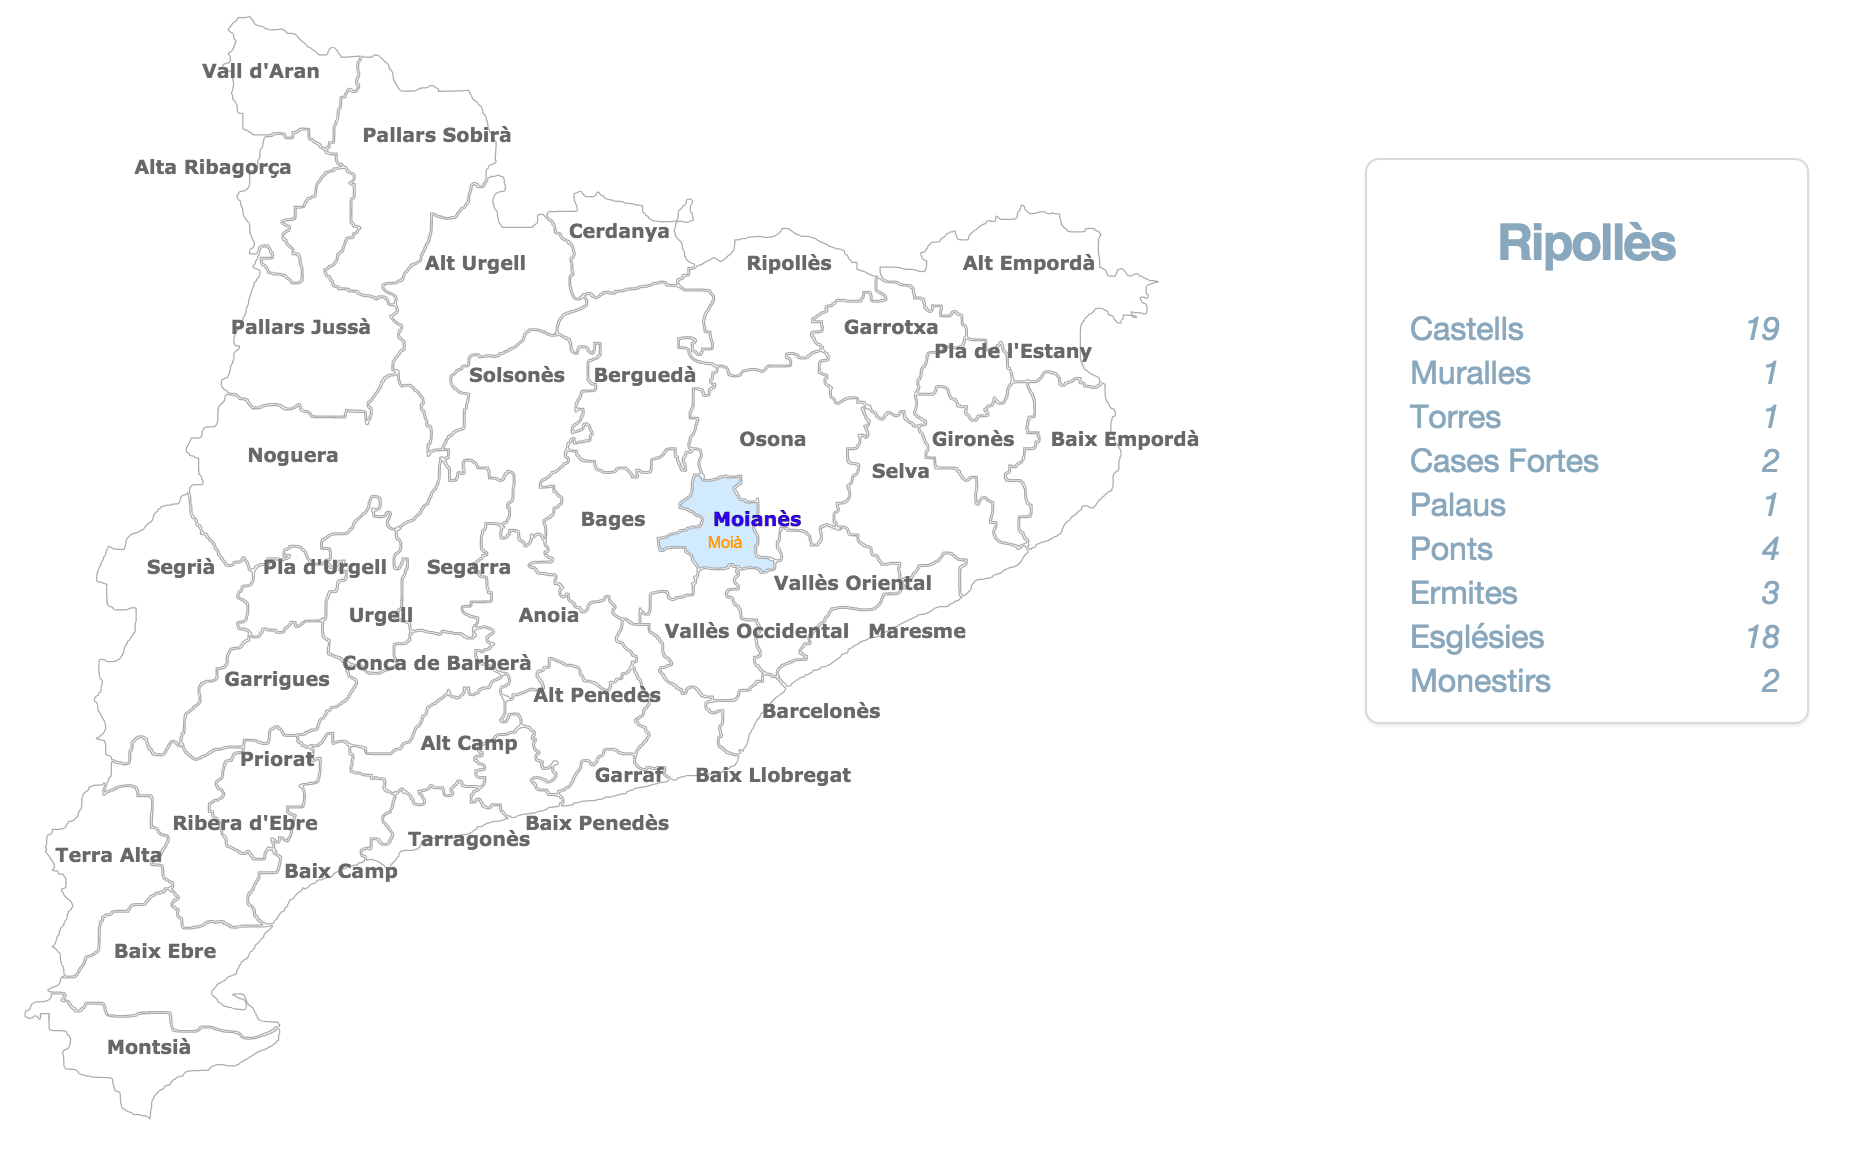 Vall d'Aran
Pallars Sobirà
Alta Ribagorça
Cerdanya
Alt Urgell
Ripollès
Alt Empordà
Pallars Jussà
Garrotxa
Pla de l'Estany
Solsonès
Berguedà
Noguera
Osona
Gironès
Baix Empordà
Selva
Bages
Moianès
Moià
Segrià
Pla d'Urgell
Segarra
Vallès Oriental
Urgell
Anoia
Vallès Occidental
Maresme
Conca de Barberà
Garrigues
Alt Penedès
Barcelonès
Alt Camp
Priorat
Garraf
Baix Llobregat
Ribera d'Ebre
Baix Penedès
Tarragonès
Terra Alta
Baix Camp
Baix Ebre
Montsià
Ripollès
Castells 19
Muralles 1
Torres 1
Cases Fortes 2
Palaus 1
Ponts 4
Ermites 3
Esglésies 18
Monestirs 2